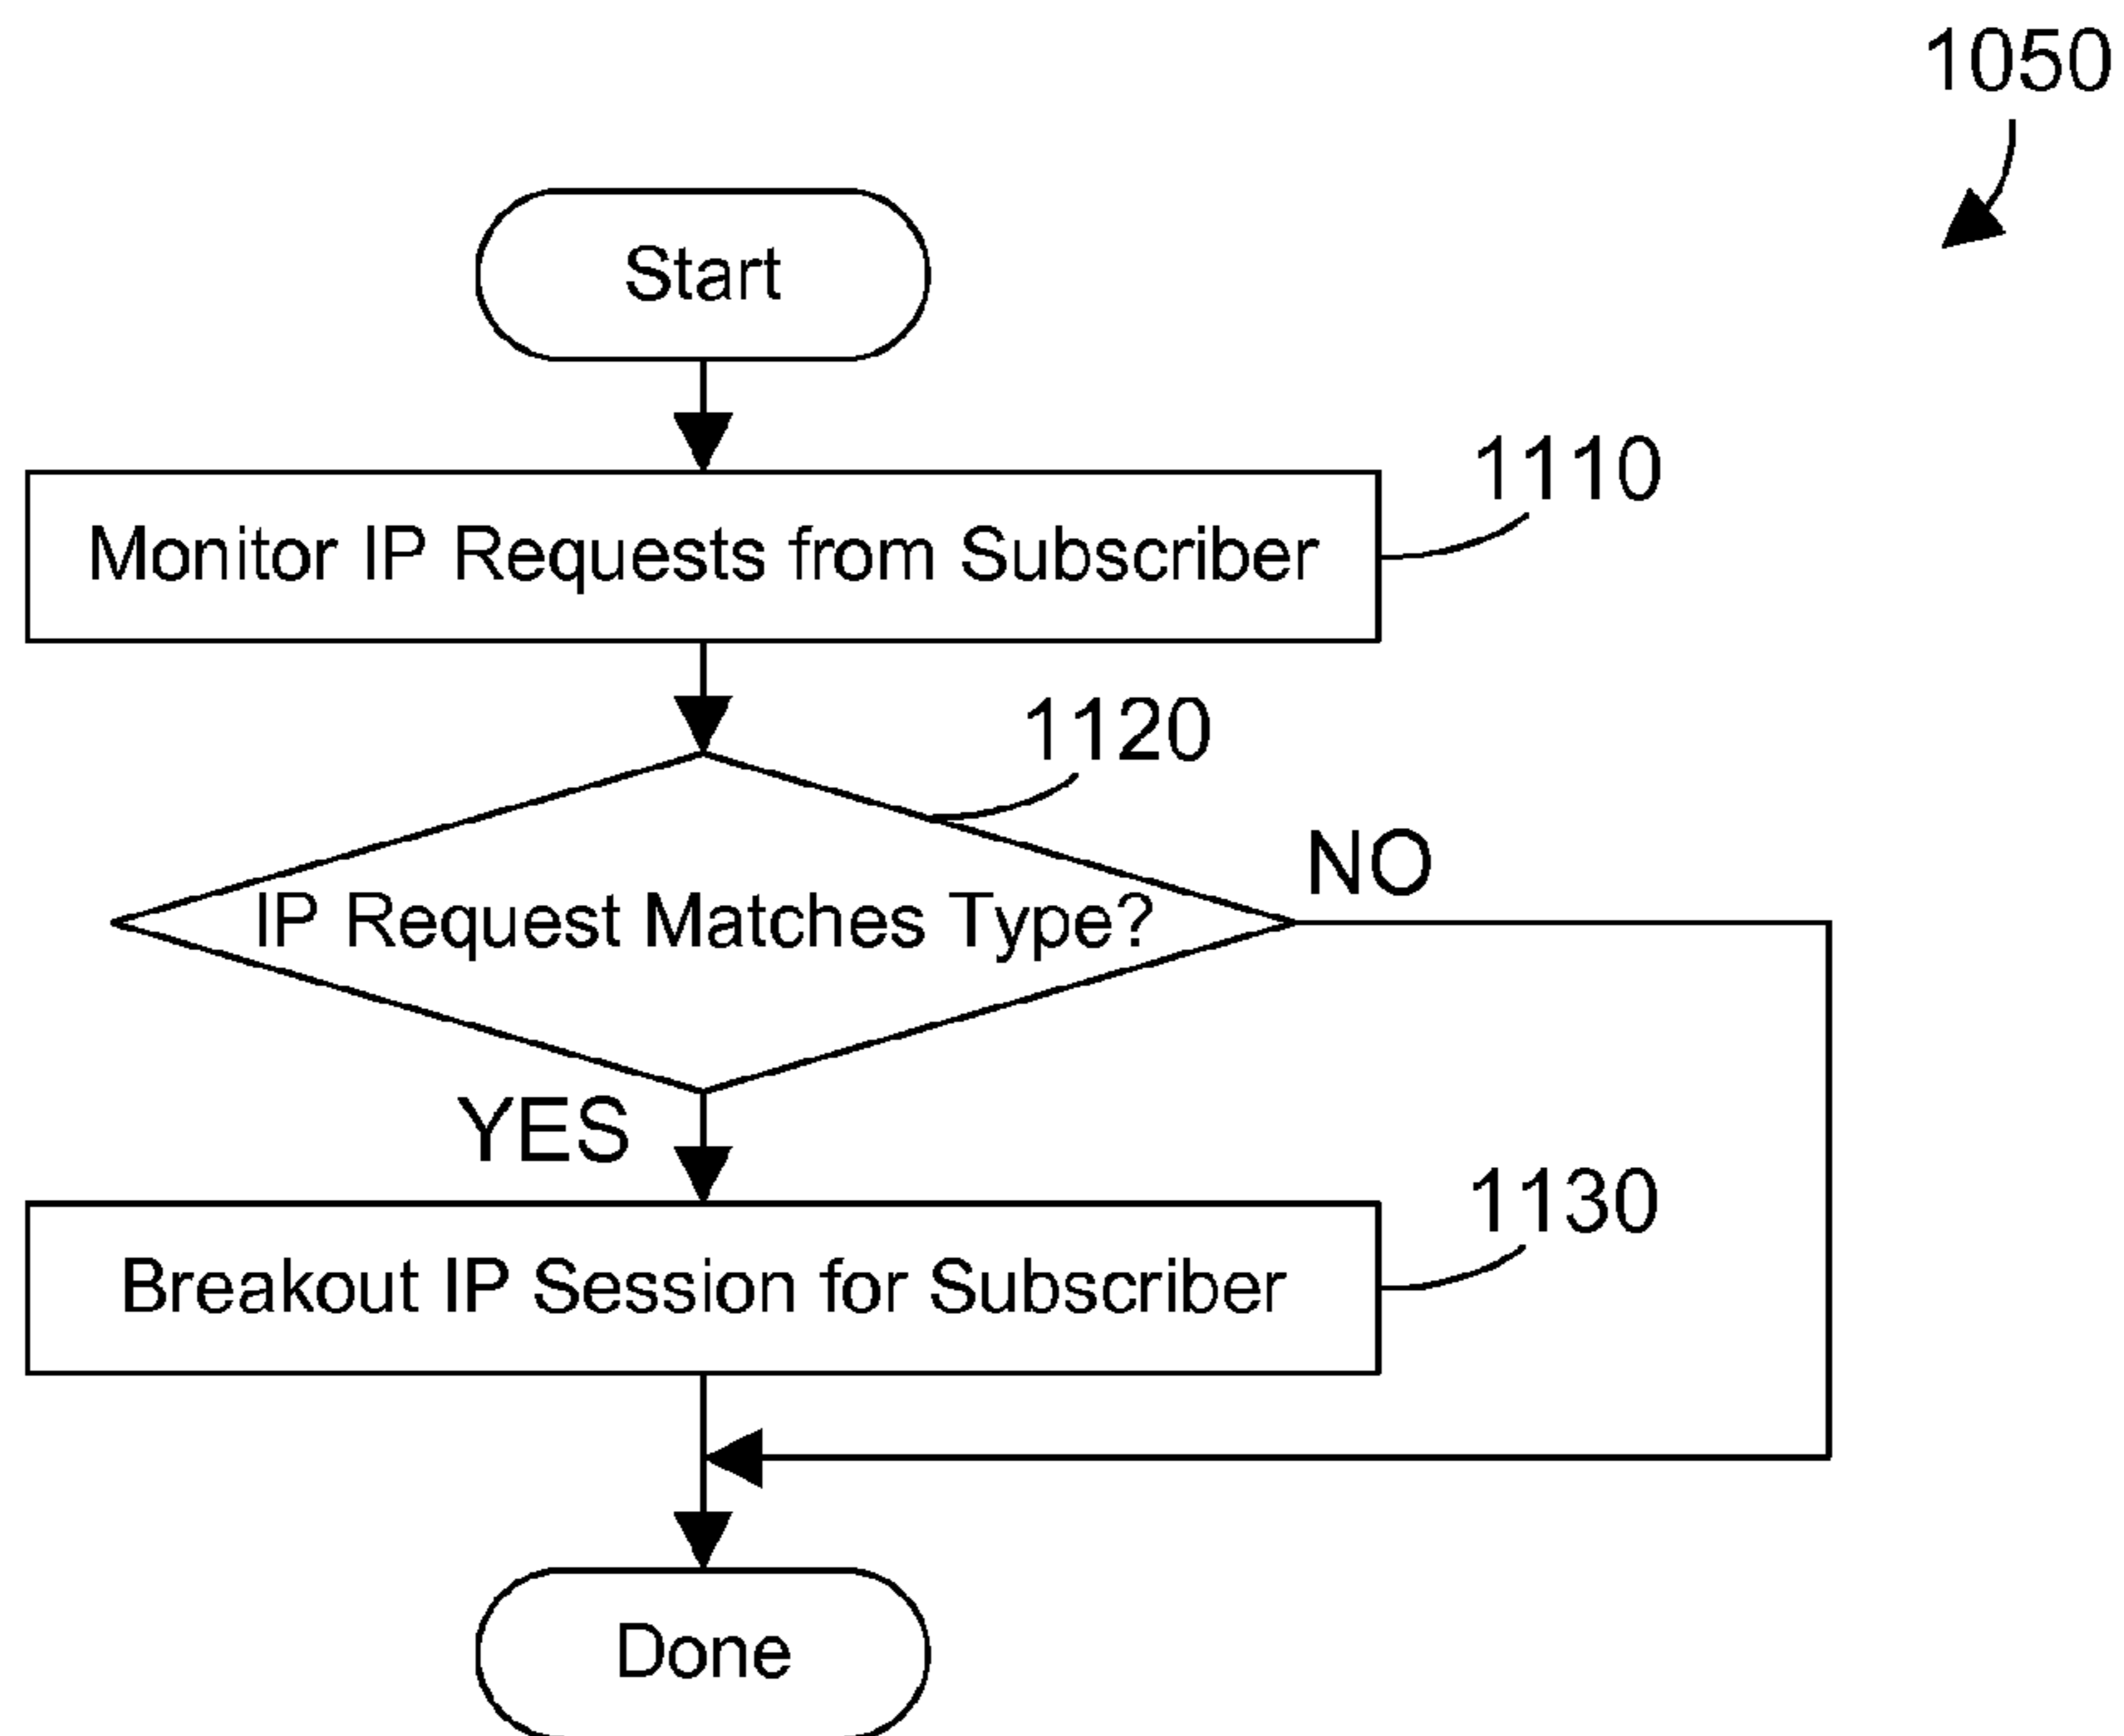 1050
Start
1110
Monitor IP Requests from Subscriber
1120
NO
IP Request Matches Type?
YES
1130
Breakout IP Session for Subscriber
Done